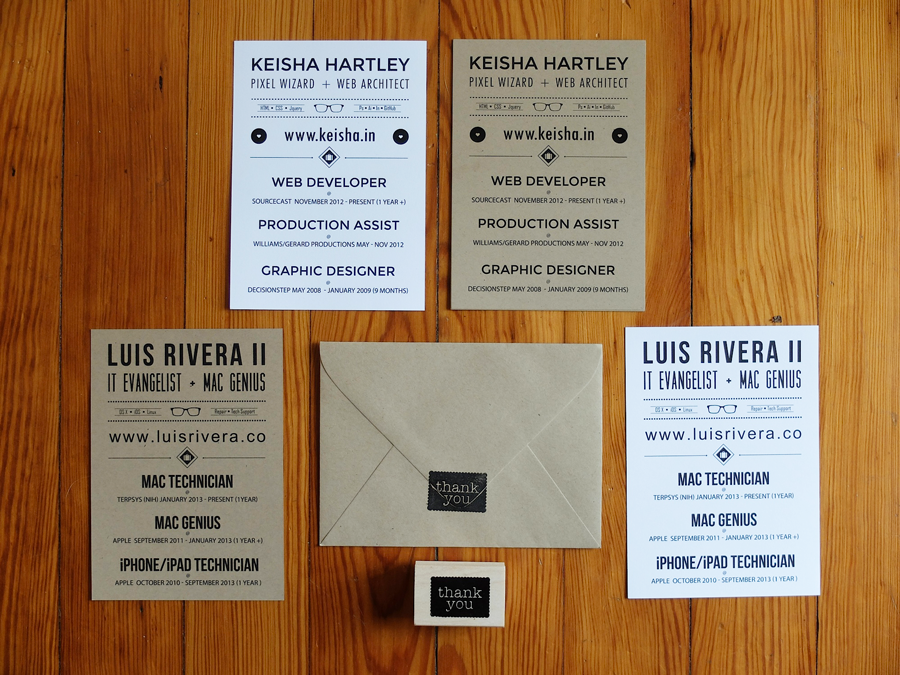 KEISHA HARTLEY
PIXEL WIZARD + WEB ARCHITECT
HTML • CSS • Jquery
Ps • Ai • In • GitHub
www.keisha.in
WEB DEVELOPER
@
SOURCECAST NOVEMBER 2012 - PRESENT (1 YEAR +)
PRODUCTION ASSIST
@
WILLIAMS/GERARD PRODUCTIONS MAY - NOV 2012
GRAPHIC DESIGNER
@
DECISIONSTEP MAY 2008 - JANUARY 2009 (9 MONTHS)
KEISHA HARTLEY
PIXEL WIZARD + WEB ARCHITECT
HTML • CSS • Jquery
Ps • Ai • In • GitHub
www.keisha.in
WEB DEVELOPER
@
SOURCECAST NOVEMBER 2012 - PRESENT (1 YEAR +)
PRODUCTION ASSIST
@
WILLIAMS/GERARD PRODUCTIONS MAY - NOV 2012
GRAPHIC DESIGNER
@
DECISIONSTEP MAY 2008 - JANUARY 2009 (9 MONTHS)
LUIS RIVERA II
IT EVANGELIST + MAC GENIUS
OS X • iOS • Linux
Repair • Tech Support
www.luisrivera.co
MAC TECHNICIAN
@
TERPSYS (NIH) JANUARY 2013 - PRESENT (1YEAR)
MAC GENIUS
@
APPLE SEPTEMBER 2011 - JANUARY 2013 (1 YEAR +)
iPHONE/iPAD TECHNICIAN
@
APPLE OCTOBER 2010 - SEPTEMBER 2013 (1 YEAR )
thank
you
thank
you
LUIS RIVERA II
IT EVANGELIST + MAC GENIUS
OS X • iOS • Linux
Repair • Tech Support
www.luisrivera.co
MAC TECHNICIAN
@
TERPSYS (NIH) JANUARY 2013 - PRESENT (1YEAR)
MAC GENIUS
@
APPLE SEPTEMBER 2011 - JANUARY 2013 (1 YEAR +)
iPHONE/iPAD TECHNICIAN
@
APPLE OCTOBER 2010 - SEPTEMBER 2013 (1 YEAR )